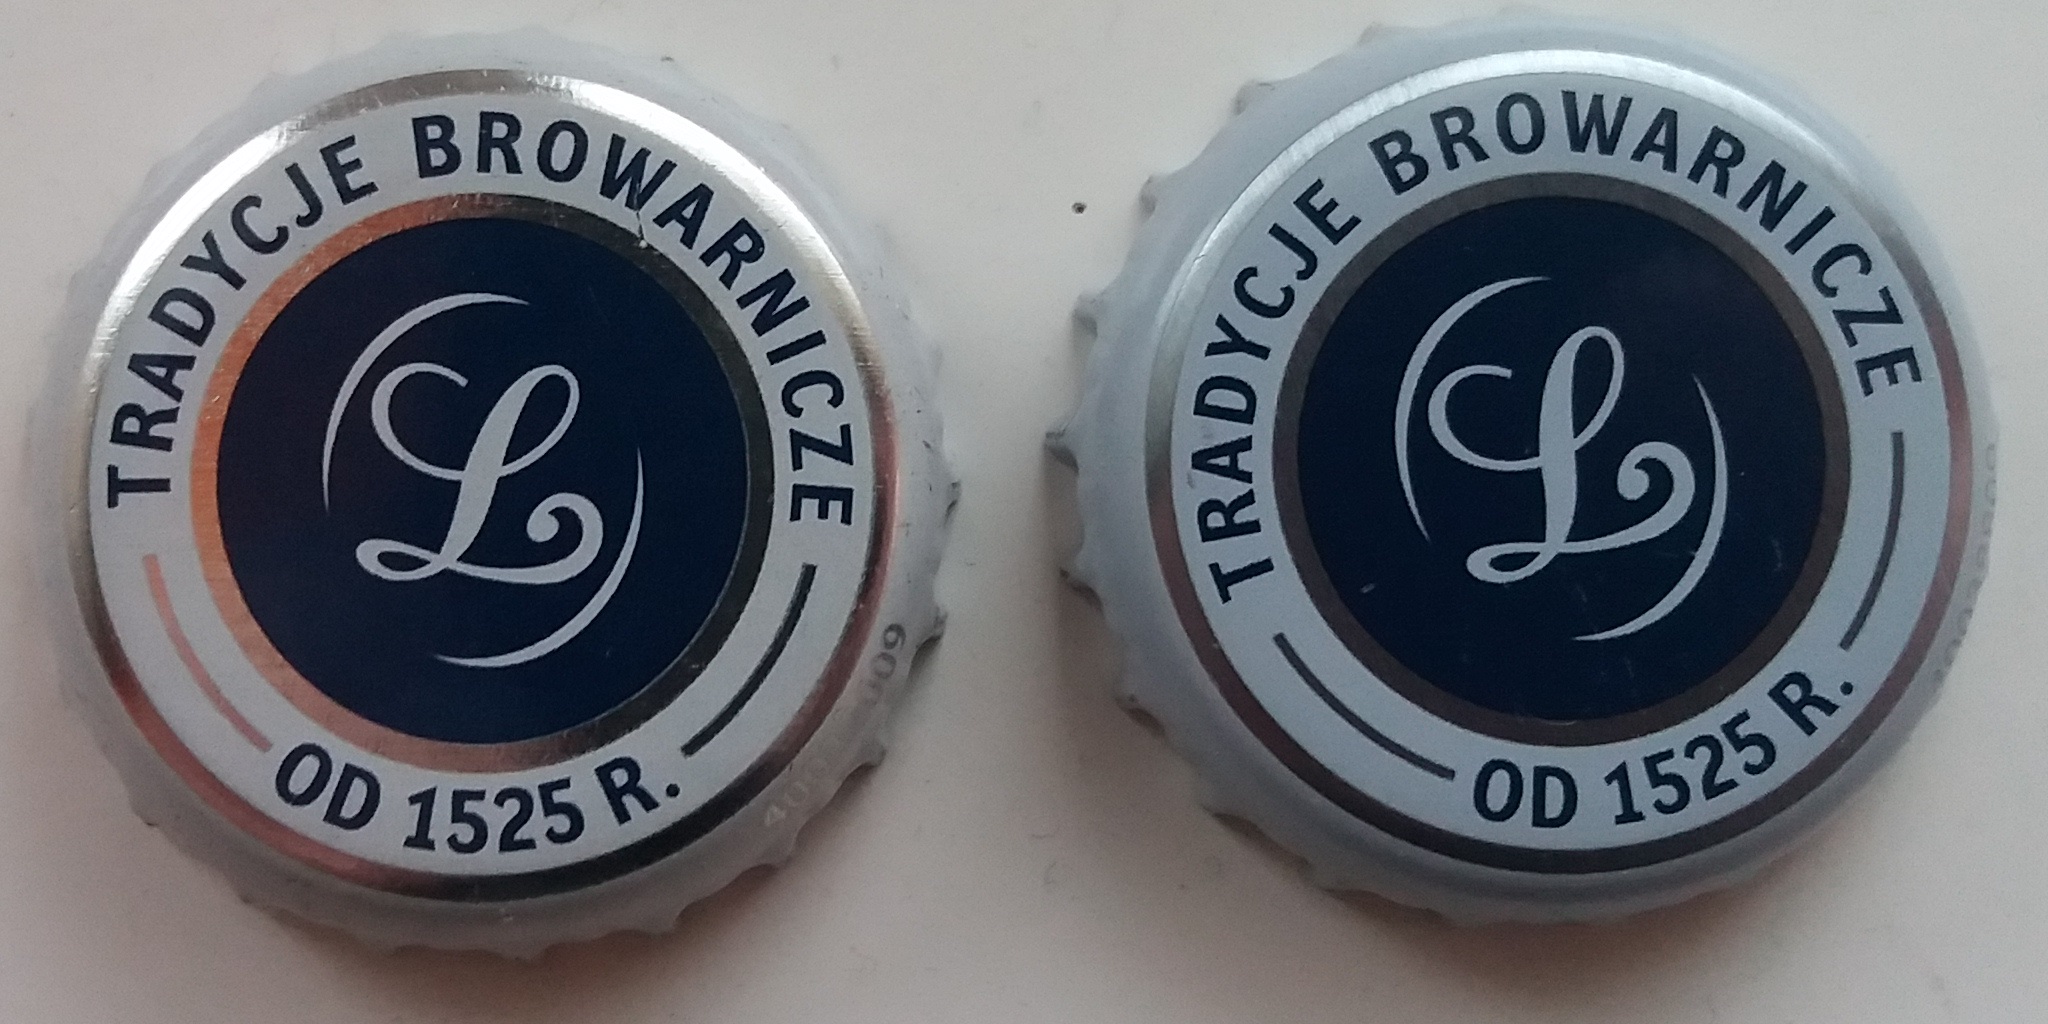 TRADYCJE BROWARNICZE
L
OD 1525 R.
TRADYCJE BROWARNICZE
L
OD 1525 R.